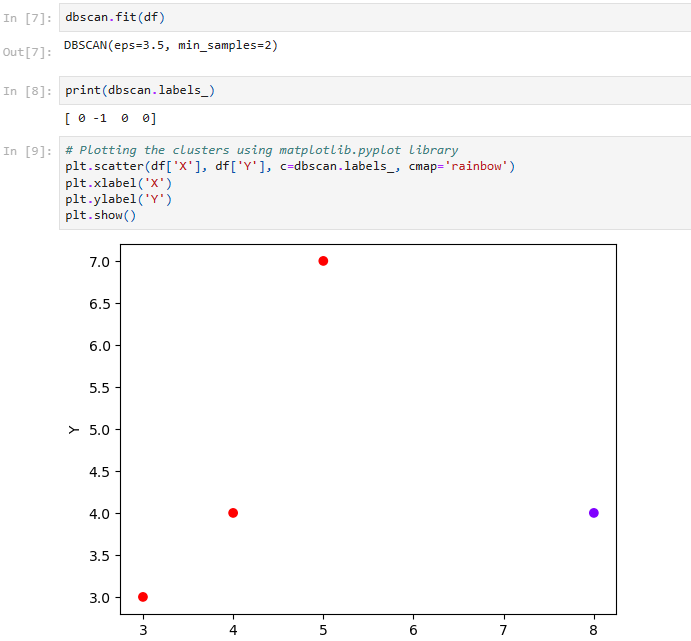 In [7]: dbscan.fit(df)
Out[7]: DBSCAN(eps=3.5, min_samples=2)
In [8]: print(dbscan.labels_)
[ 0 -1  0  0]
In [9]: # Plotting the clusters using matplotlib.pyplot library
plt.scatter(df['X'], df['Y'], c=dbscan.labels_, cmap='rainbow')
plt.xlabel('X')
plt.ylabel('Y')
plt.show()
7.0
6.5
6.0
5.5
5.0
4.5
4.0
3.5
3.0
Y
3 4 5 6 7 8